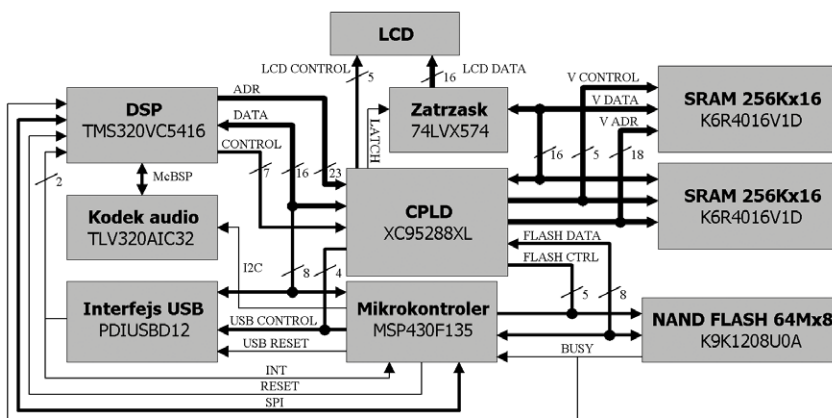 LCD
LCD CONTROL
5
16
LCD DATA
ADR
DSP
TMS320VC5416
DATA
CONTROL
7
16
23
LATCH
Zatrzask
74LVX574
V CONTROL
V DATA
V ADR
16
5
18
SRAM 256Kx16
K6R4016V1D
2
McBSP
Kodek audio
TLV320AIC32
I2C
8
4
CPLD
XC95288XL
SRAM 256Kx16
K6R4016V1D
FLASH DATA
FLASH CTRL
5
8
Interfejs USB
PDIUSBD12
USB CONTROL
USB RESET
Mikrokontroler
MSP430F135
NAND FLASH 64Mx8
K9K1208U0A
BUSY
INT
RESET
SPI